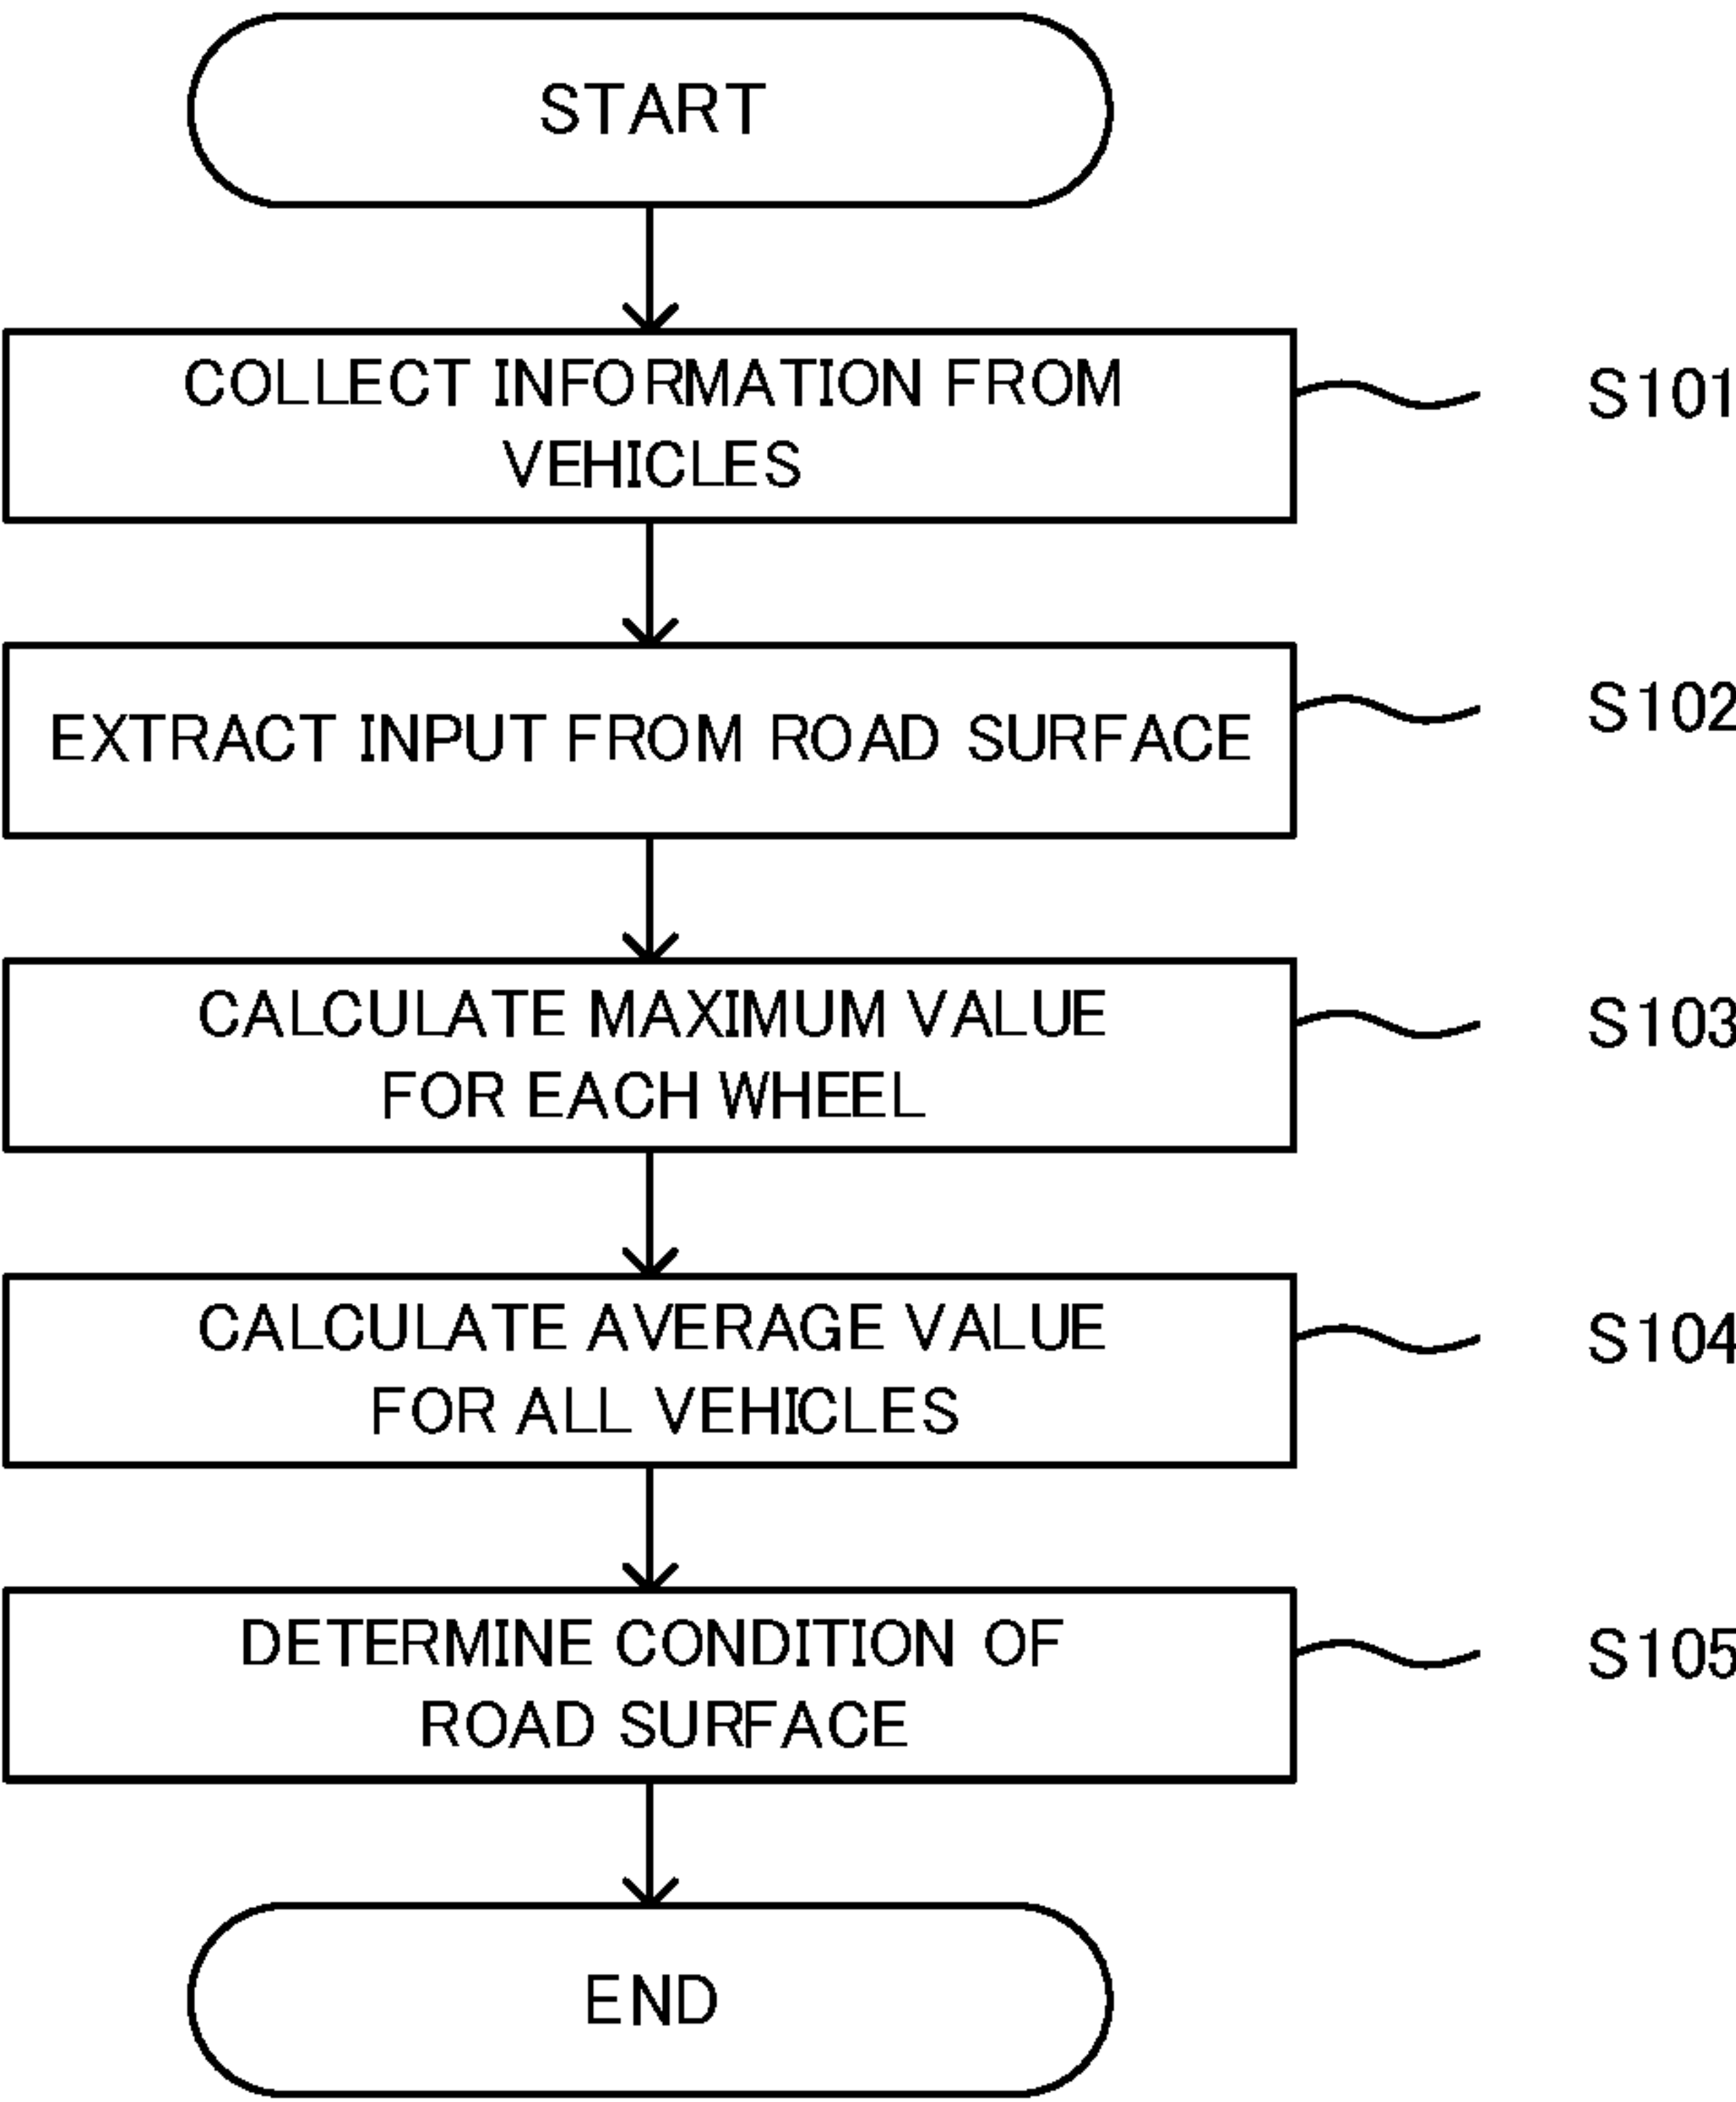 START
COLLECT INFORMATION FROM
VEHICLES
S101
EXTRACT INPUT FROM ROAD SURFACE
S102
CALCULATE MAXIMUM VALUE
FOR EACH WHEEL
S103
CALCULATE AVERAGE VALUE
FOR ALL VEHICLES
S104
DETERMINE CONDITION OF
ROAD SURFACE
S105
END